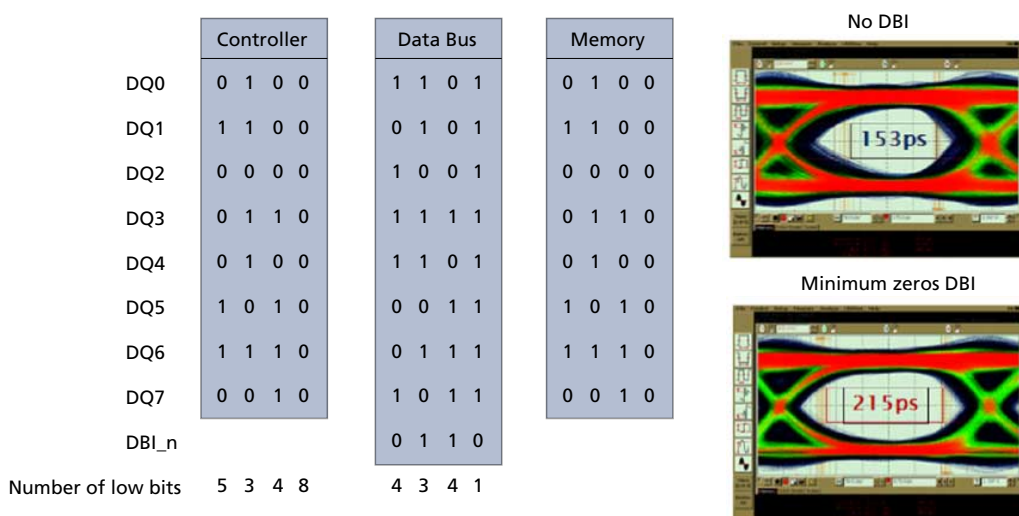 No DBI
Controller Data Bus Memory
DQ0 0 1 0 0 1 1 0 1 0 1 0 0
DQ1 1 1 0 0 0 1 0 1 1 1 0 0
153ps
DQ2 0 0 0 0 1 0 0 1 0 0 0 0
DQ3 0 1 1 0 1 1 1 1 0 1 1 0
DQ4 0 1 0 0 1 1 0 1 0 1 0 0
Minimum zeros DBI
DQ5 1 0 1 0 0 0 1 1 1 0 1 0
DQ6 1 1 1 0 0 1 1 1 1 1 1 0
DQ7 0 0 1 0 1 0 1 1 0 0 1 0
215ps
DBI_n 0 1 1 0
Number of low bits 5 3 4 8 4 3 4 1